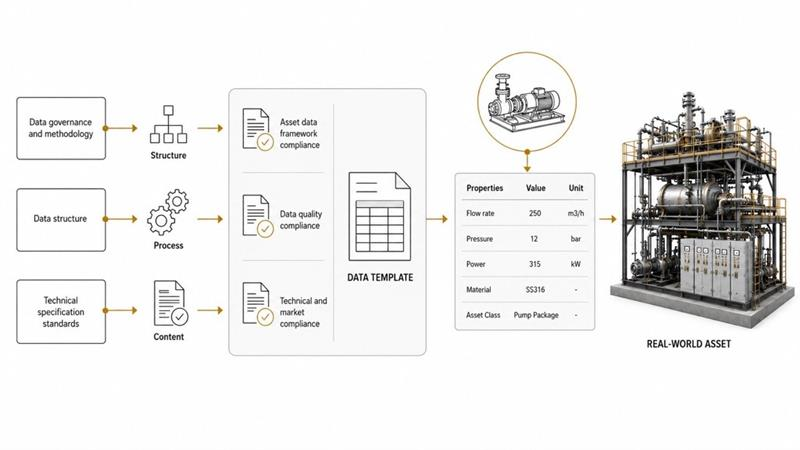 Data governance
and methodology
Structure
Asset data
framework
compliance
Data structure
Process
Data quality
compliance
Technical
specification
standards
Content
Technical and
market
compliance
DATA TEMPLATE
Properties Value Unit
Flow rate 250 m3/h
Pressure 12 bar
Power 315 kW
Material SS316 -
Asset Class Pump Package -
REAL-WORLD ASSET